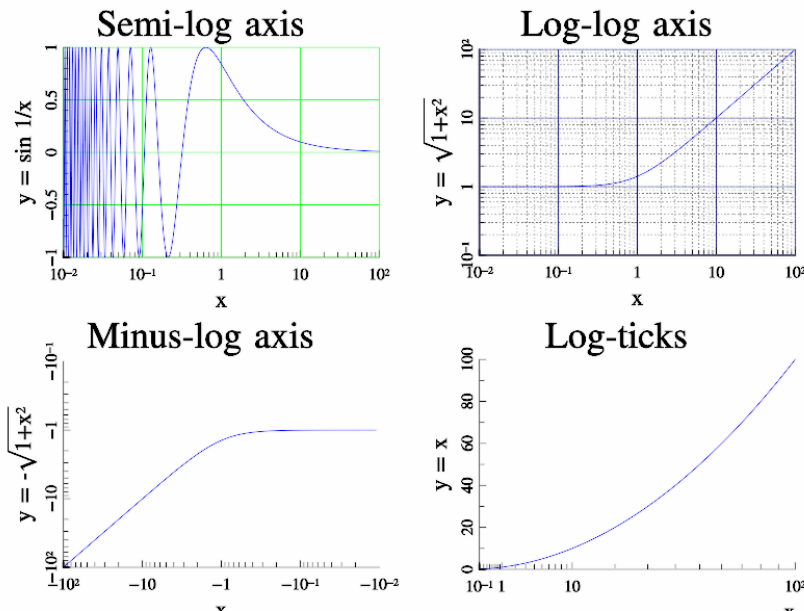 Semi-log axis
y = sin 1/x
1
0.5
0
−0.5
−1
10⁻² 10⁻¹ 1 10 10²
x
Log-log axis
y = √1+x²
10²
10
1
10⁻¹
10⁻² 10⁻¹ 1 10 10²
x
Minus-log axis
y = -√1+x²
−10⁻¹
−1
−10
−10²
−10² −10 −1 −10⁻¹ −10⁻²
x
Log-ticks
y = x
100
80
60
40
20
0
10⁻¹ 1 10 10²
x